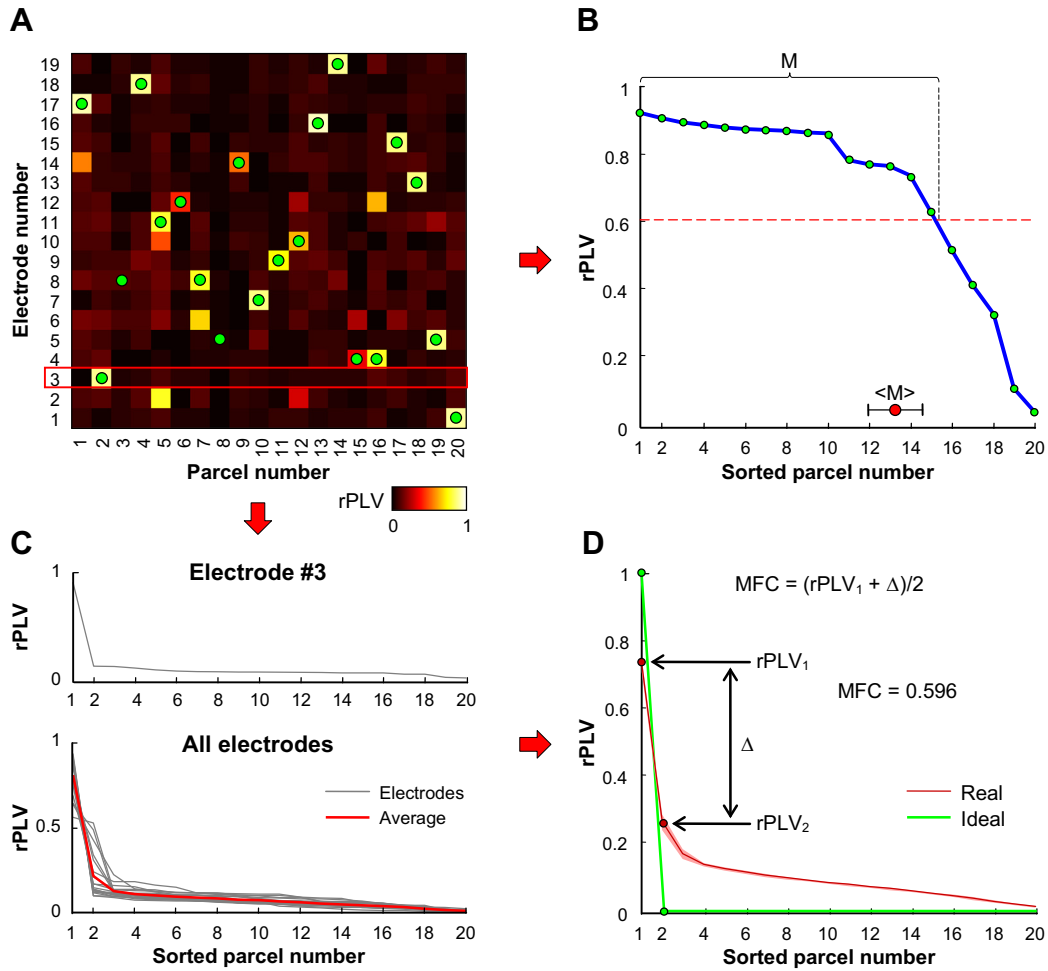 A
Electrode number
19
18
17
16
15
14
13
12
11
10
9
8
7
6
5
4
3
2
1
1 2 3 4 5 6 7 8 9 10 11 12 13 14 15 16 17 18 19 20
Parcel number
rPLV
0 1
B
M
rPLV
1
0.8
0.6
0.4
0.2
0
<M>
1 2 4 6 8 10 12 14 16 18 20
Sorted parcel number
C
Electrode #3
rPLV
1
0
1 2 4 6 8 10 12 14 16 18 20
All electrodes
rPLV
1
0.5
0
Electrodes
Average
1 2 4 6 8 10 12 14 16 18 20
Sorted parcel number
D
MFC = (rPLV₁ + Δ)/2
rPLV
1
0.8
0.6
0.4
0.2
0
rPLV₁
MFC = 0.596
Δ
rPLV₂
Real
Ideal
1 2 4 6 8 10 12 14 16 18 20
Sorted parcel number